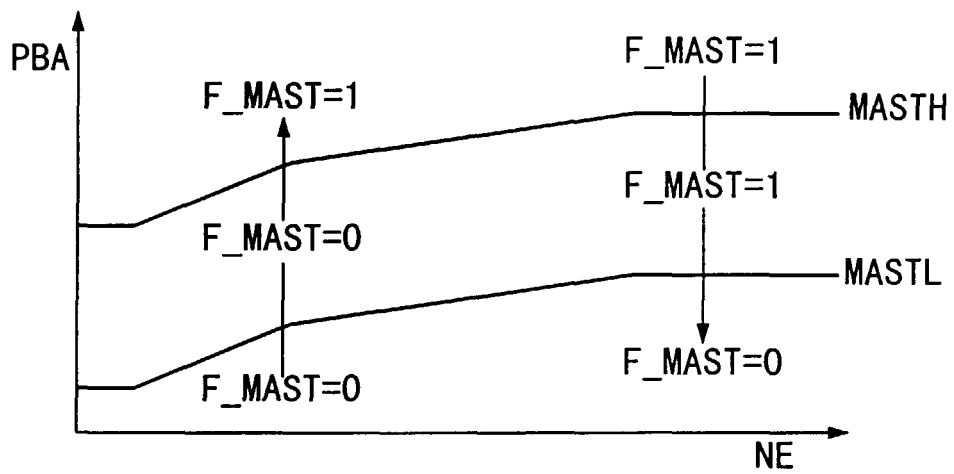 PBA
F_MAST=1
F_MAST=1
MASTH
F_MAST=1
F_MAST=0
MASTL
F_MAST=0
F_MAST=0
NE